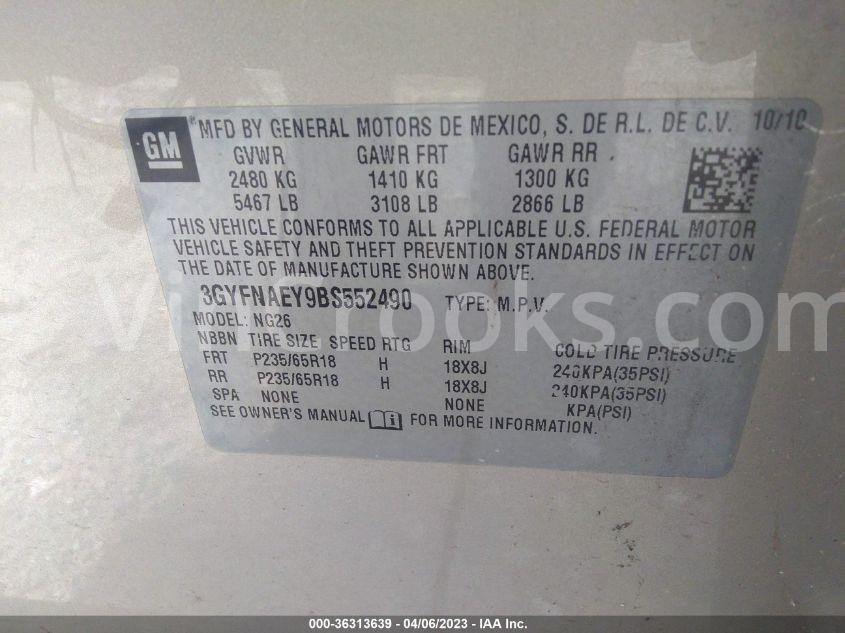 GM
® MFD BY GENERAL MOTORS DE MEXICO, S. DE R.L. DE C.V. 10/10
GVWR GAWR FRT GAWR RR
2480 KG 1410 KG 1300 KG
5467 LB 3108 LB 2866 LB
THIS VEHICLE CONFORMS TO ALL APPLICABLE U.S. FEDERAL MOTOR
VEHICLE SAFETY AND THEFT PREVENTION STANDARDS IN EFFECT ON
THE DATE OF MANUFACTURE SHOWN ABOVE.
3GYFNAEY9BS552490 TYPE: M.P.V.
MODEL: NG26
NBBN TIRE SIZE SPEED RTG RIM COLD TIRE PRESSURE
FRT P235/65R18 H 18X8J 240KPA(35PSI)
RR P235/65R18 H 18X8J 240KPA(35PSI)
SPA NONE NONE KPA(PSI)
SEE OWNER'S MANUAL i FOR MORE INFORMATION.
000-36313639 - 04/06/2023 - IAA Inc.